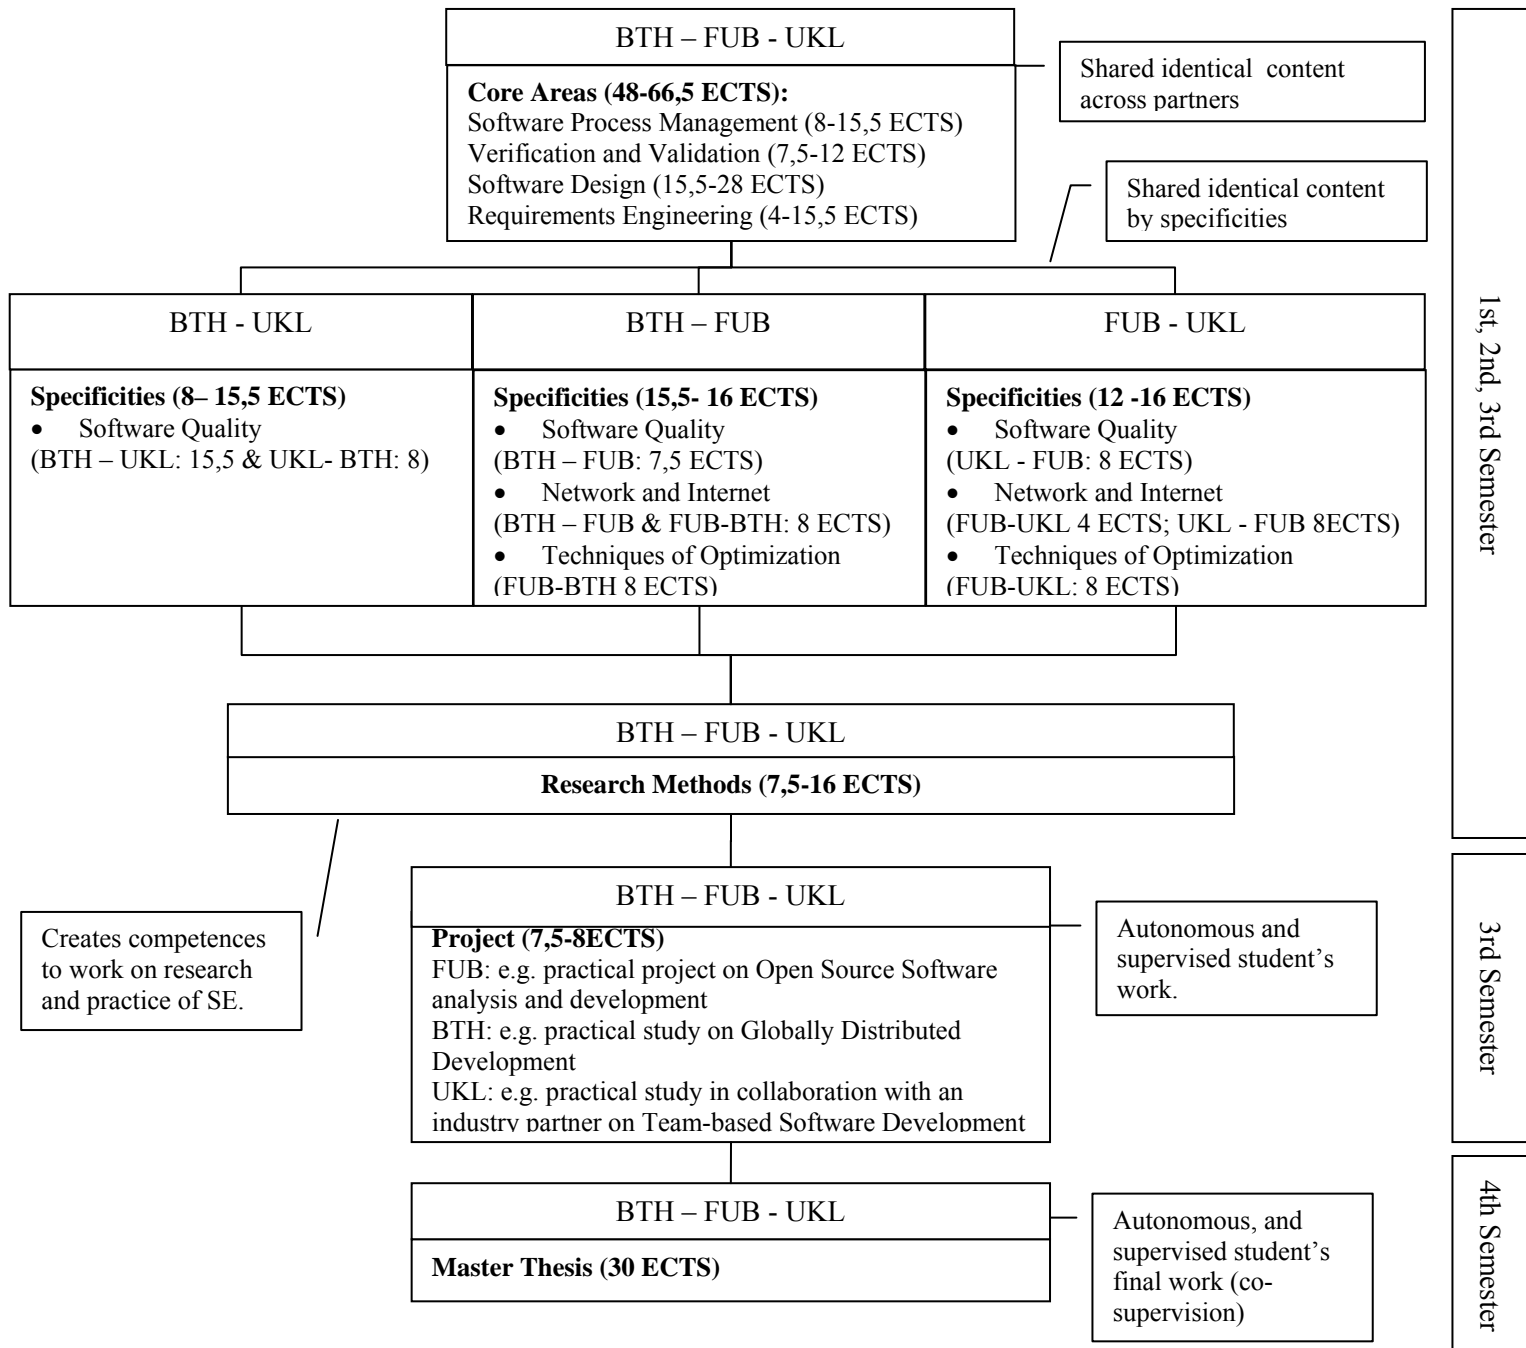 BTH – FUB - UKL
Core Areas (48-66,5 ECTS):
Software Process Management (8-15,5 ECTS)
Verification and Validation (7,5-12 ECTS)
Software Design (15,5-28 ECTS)
Requirements Engineering (4-15,5 ECTS)
Shared identical content
across partners
Shared identical content
by specificities
BTH - UKL
Specificities (8– 15,5 ECTS)
• Software Quality
(BTH – UKL: 15,5 & UKL- BTH: 8)
BTH – FUB
Specificities (15,5- 16 ECTS)
• Software Quality
(BTH – FUB: 7,5 ECTS)
• Network and Internet
(BTH – FUB & FUB-BTH: 8 ECTS)
• Techniques of Optimization
(FUB-BTH 8 ECTS)
FUB - UKL
Specificities (12 -16 ECTS)
• Software Quality
(UKL - FUB: 8 ECTS)
• Network and Internet
(FUB-UKL 4 ECTS; UKL - FUB 8ECTS)
• Techniques of Optimization
(FUB-UKL: 8 ECTS)
1st, 2nd, 3rd Semester
BTH – FUB - UKL
Research Methods (7,5-16 ECTS)
Creates competences
to work on research
and practice of SE.
BTH – FUB - UKL
Project (7,5-8ECTS)
FUB: e.g. practical project on Open Source Software
analysis and development
BTH: e.g. practical study on Globally Distributed
Development
UKL: e.g. practical study in collaboration with an
industry partner on Team-based Software Development
Autonomous and
supervised student’s
work.
3rd Semester
BTH – FUB - UKL
Master Thesis (30 ECTS)
Autonomous, and
supervised student’s
final work (co-
supervision)
4th Semester